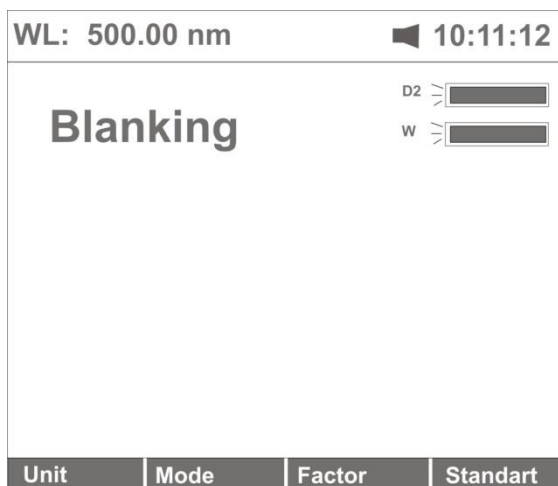 WL: 500.00 nm 10:11:12
D2
Blanking
W
Unit Mode Factor Standart